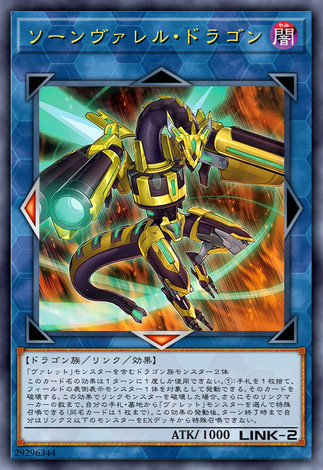 ソーンヴァレル・ドラゴン
闇
やみ
【ドラゴン族/リンク/効果】
「ヴァレット」モンスターを含むドラゴン族モンスター2体
このカード名の効果は1ターンに1度しか使用できない。①:手札を1枚捨て、
フィールドの表側表示モンスター1体を対象として発動できる。そのカードを
破壊する。この効果でリンクモンスターを破壊した場合、さらにそのリンクマ
ーカーの数まで、自分の手札・墓地から「ヴァレット」モンスターを選んで特殊
召喚できる(同名カードは1枚まで)。この効果の発動後、ターン終了時まで自
分はリンク2以下のモンスターをEXデッキから特殊召喚できない。
ATK/ 1000 LINK-2
29296344